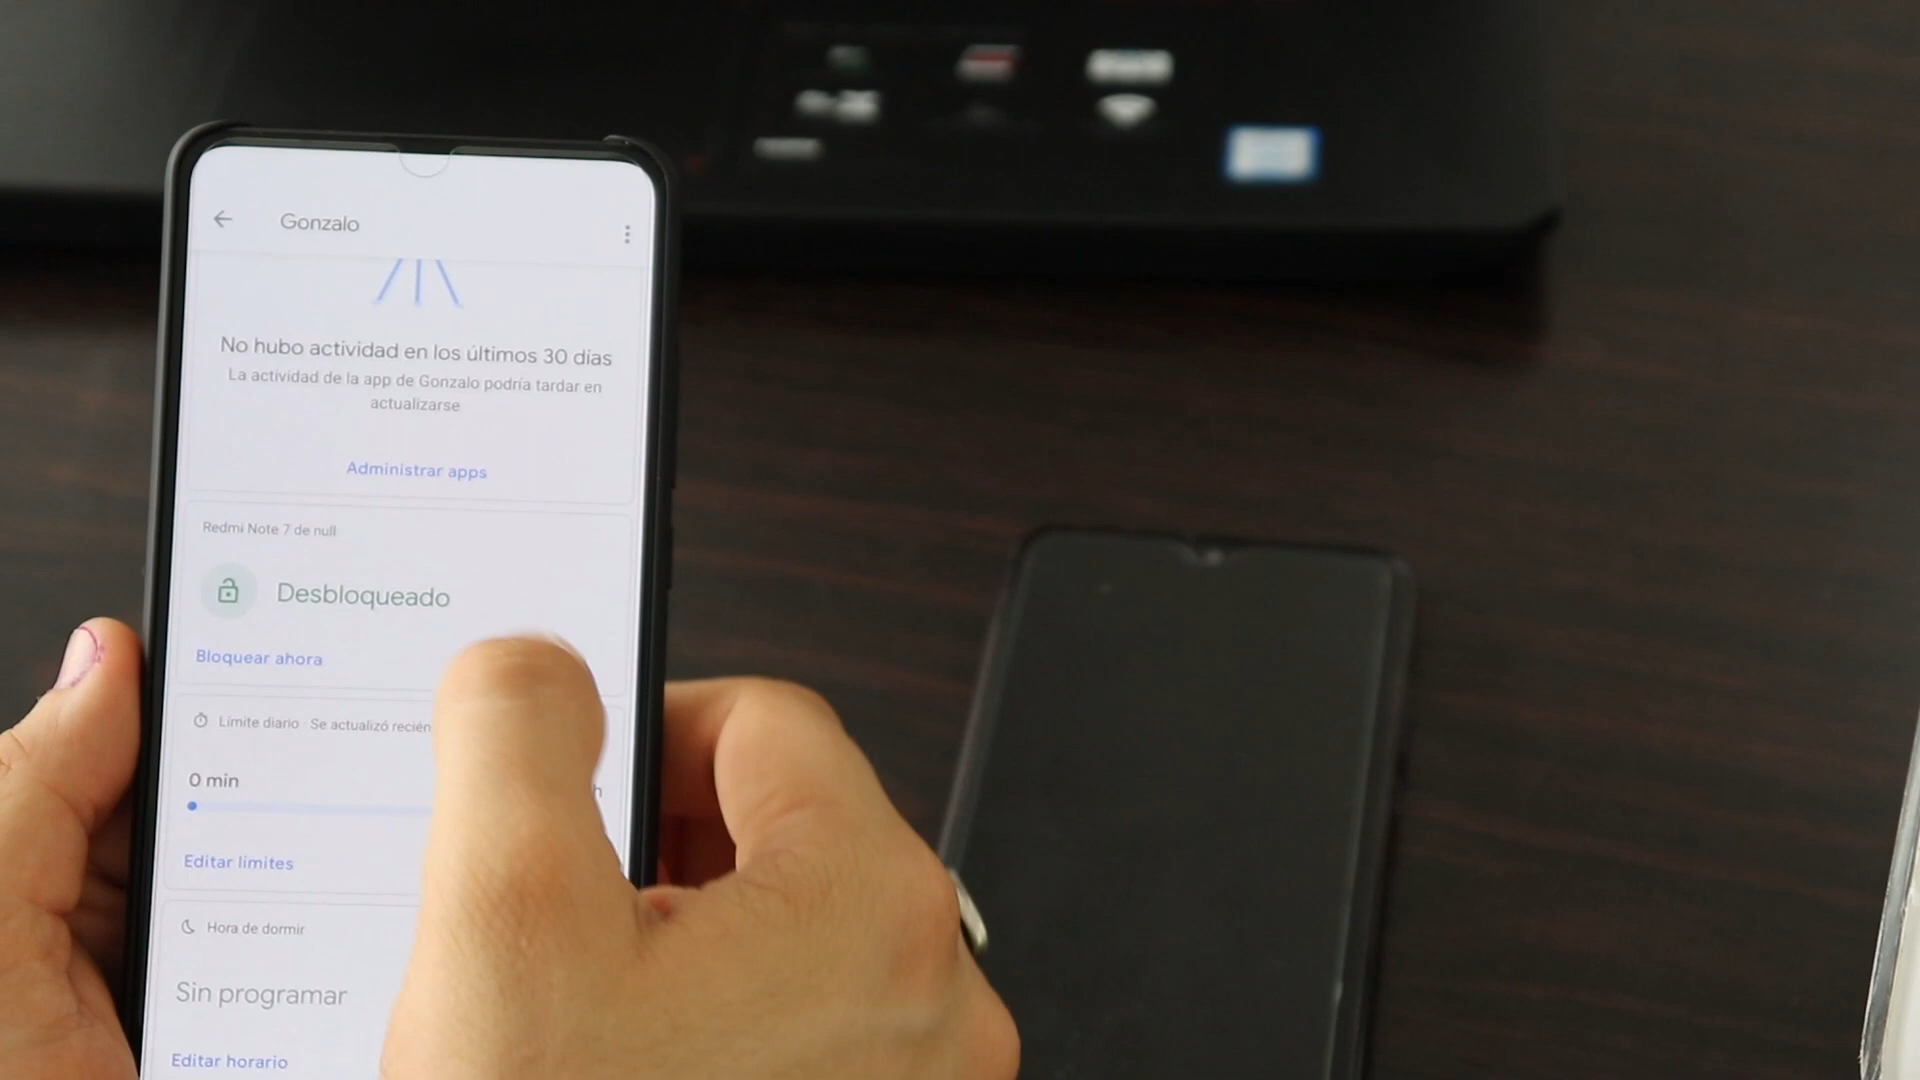 Gonzalo
No hubo actividad en los últimos 30 días
La actividad de la app de Gonzalo podría tardar en
actualizarse
Administrar apps
Redmi Note 7 de null
Desbloqueado
Bloquear ahora
Límite diario Se actualizó recién
0 min
h
Editar límites
Hora de dormir
Sin programar
Editar horario